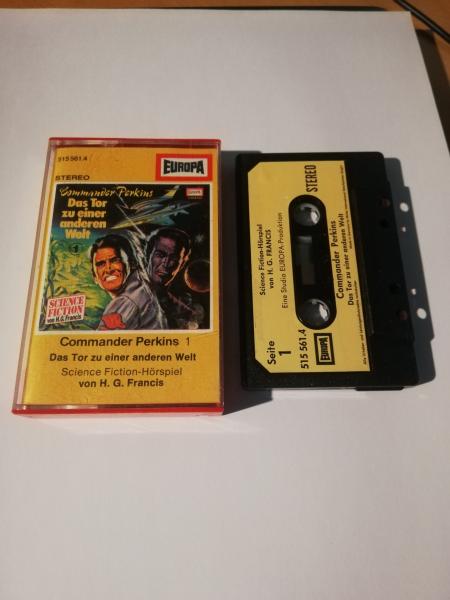 515 561.4
STEREO
EUROPA
Commander Perkins
Das Tor
zu einer
anderen
Welt
1
SCIENCE
FICTION
von H.G. Francis
Commander Perkins 1
Das Tor zu einer anderen Welt
Science Fiction-Hörspiel
von H. G. Francis
Seite
1
515 561.4
STEREO
Science Fiction-Hörspiel
von H. G. FRANCIS
Eine Studio EUROPA-Produktion
EUROPA
Commander Perkins
Das Tor zu einer anderen Welt